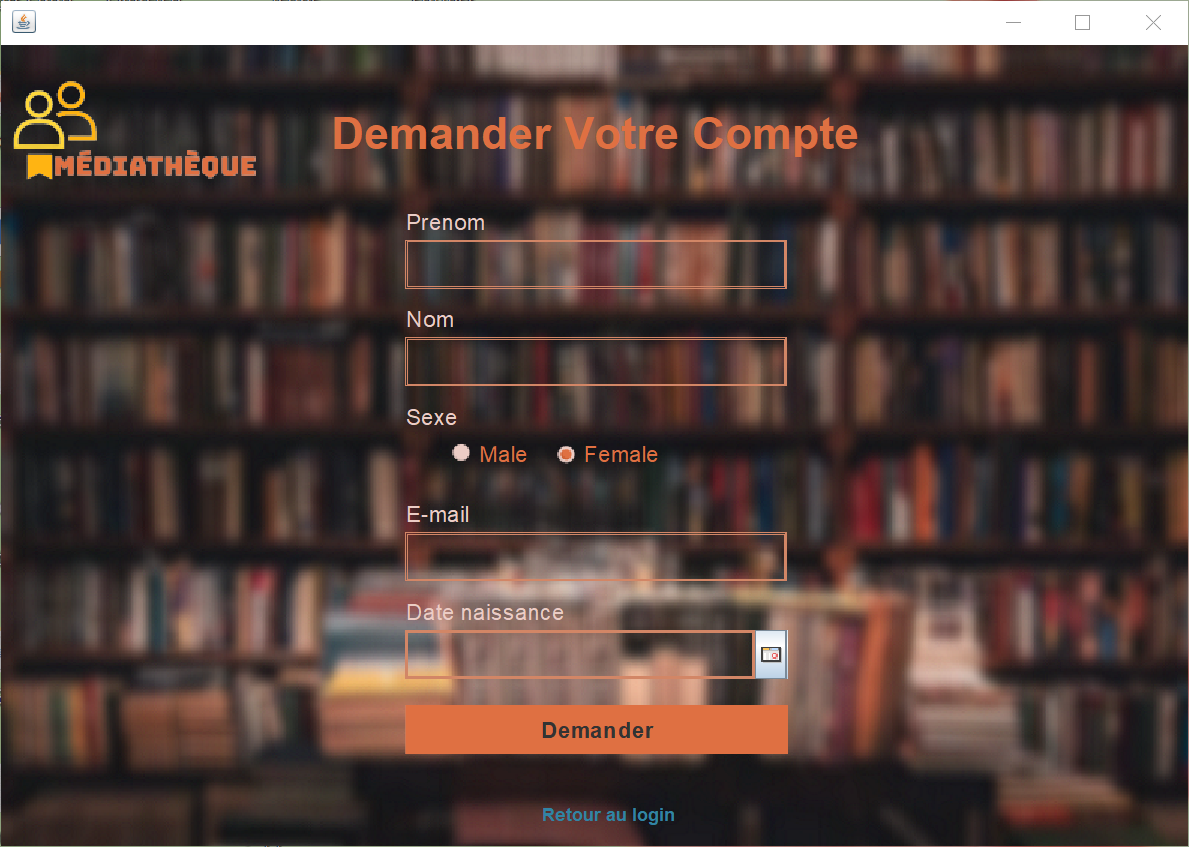 MÉDIATHÈQUE
Demander Votre Compte
Prenom
Nom
Sexe
Male Female
E-mail
Date naissance
Demander
Retour au login